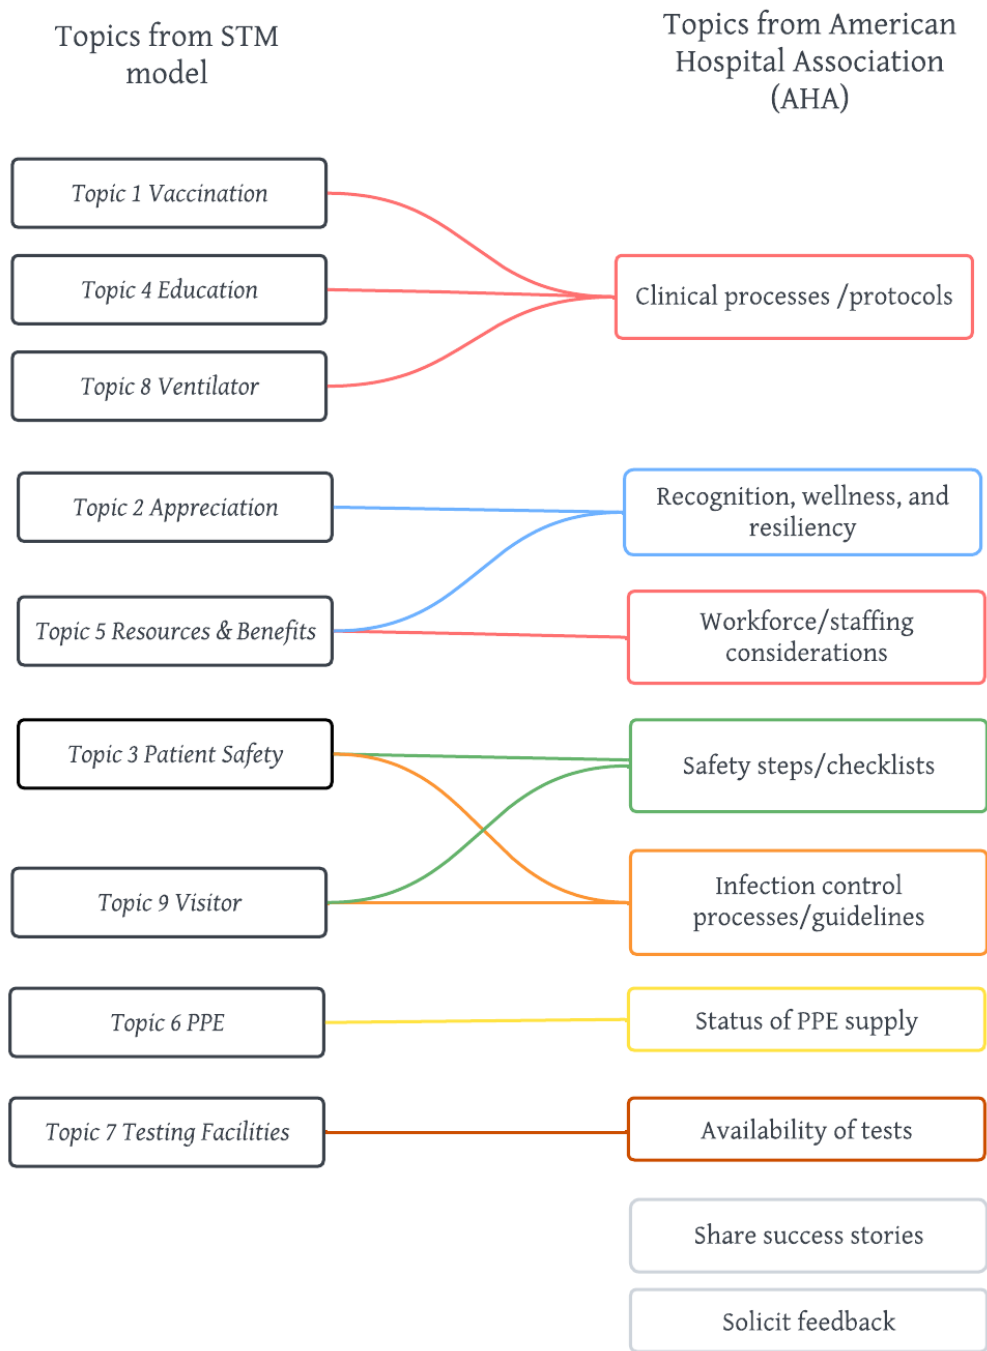 Topics from STM
model
Topics from American
Hospital Association
(AHA)
Topic 1 Vaccination
Topic 4 Education
Clinical processes /protocols
Topic 8 Ventilator
Topic 2 Appreciation
Recognition, wellness, and
resiliency
Topic 5 Resources & Benefits
Workforce/staffing
considerations
Topic 3 Patient Safety
Safety steps/checklists
Topic 9 Visitor
Infection control
processes/guidelines
Topic 6 PPE
Status of PPE supply
Topic 7 Testing Facilities
Availability of tests
Share success stories
Solicit feedback